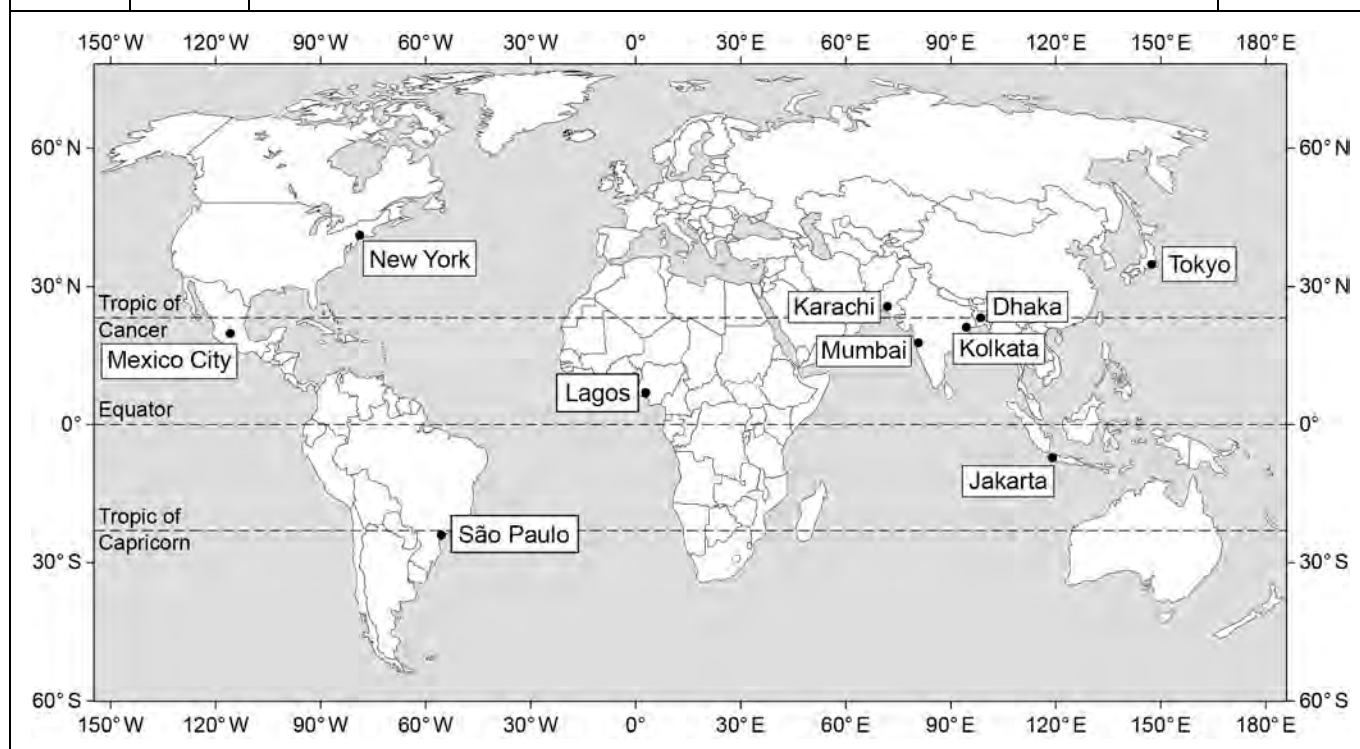 150° W 120° W 90° W 60° W 30° W 0 30° E 60° E 90° E 120° E 150° E 180° E
60° N 60° N
New York
Tokyo
30° N 30° N
Tropic of
Cancer
Karachi Dhaka
Mumbai Kolkata
Mexico City
Lagos
Equator
0° 0°
Jakarta
Tropic of
Capricorn
São Paulo
30° S 30° S
60° S 60° S
150° W 120° W 90° W 60° W 30° W 0 30° E 60° E 90° E 120° E 150° E 180° E